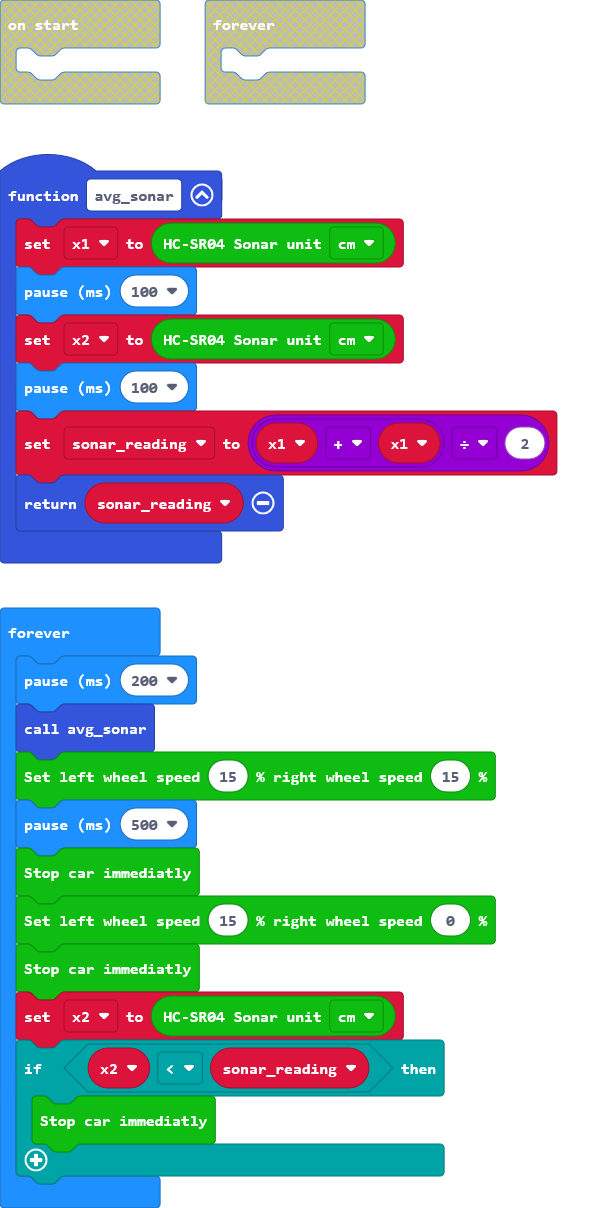 on start
forever
function avg_sonar
set x1 to HC-SR04 Sonar unit cm
pause (ms) 100
set x2 to HC-SR04 Sonar unit cm
pause (ms) 100
set sonar_reading to x1 + x1 ÷ 2
return sonar_reading
forever
pause (ms) 200
call avg_sonar
Set left wheel speed 15 % right wheel speed 15 %
pause (ms) 500
Stop car immediatly
Set left wheel speed 15 % right wheel speed 0 %
Stop car immediatly
set x2 to HC-SR04 Sonar unit cm
if x2 < sonar_reading then
Stop car immediatly